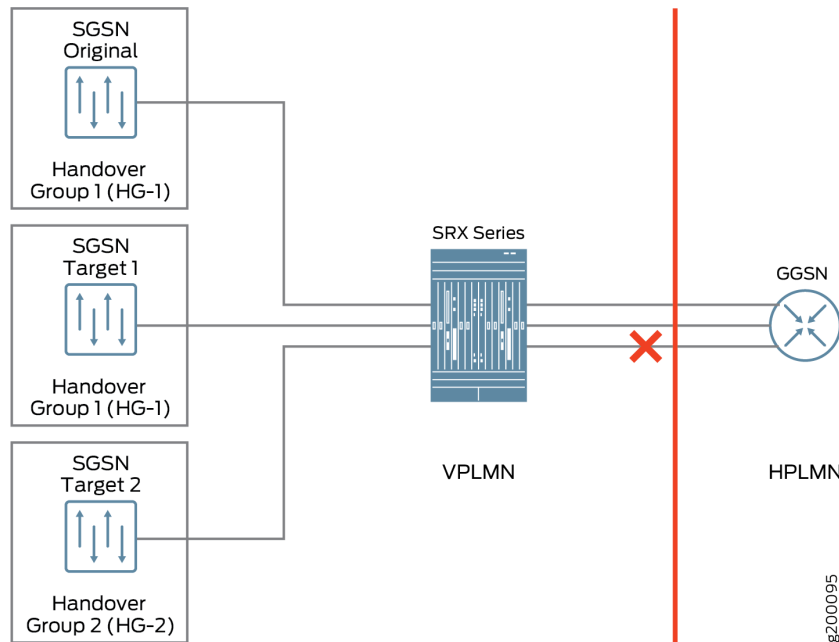 SGSN
Original
Handover
Group 1 (HG-1)
SGSN
Target 1
Handover
Group 1 (HG-1)
SGSN
Target 2
Handover
Group 2 (HG-2)
SRX Series
VPLMN
GGSN
HPLMN
g200095